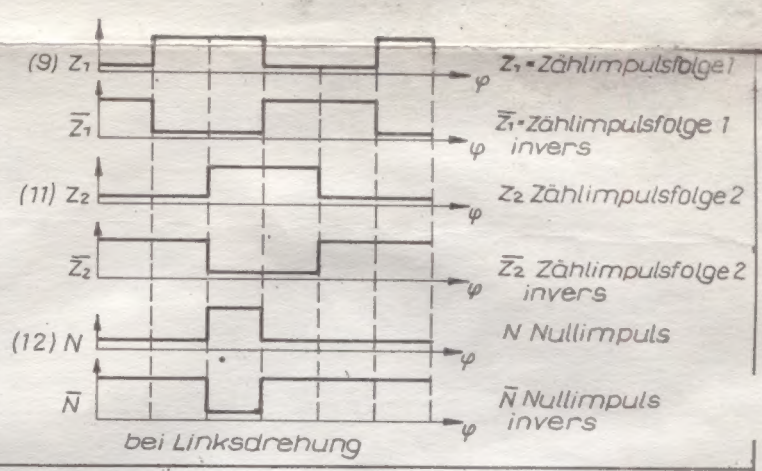 (9) Z₁ φ Z₁ = Zählimpulsfolge 1
Z̅₁ φ Z̅₁ = Zählimpulsfolge 1
invers
(11) Z₂ φ Z₂ Zählimpulsfolge 2
Z̅₂ φ Z̅₂ Zählimpulsfolge 2
invers
(12) N φ N Nullimpuls
N̅ φ N̅ Nullimpuls
invers
bei Linksdrehung